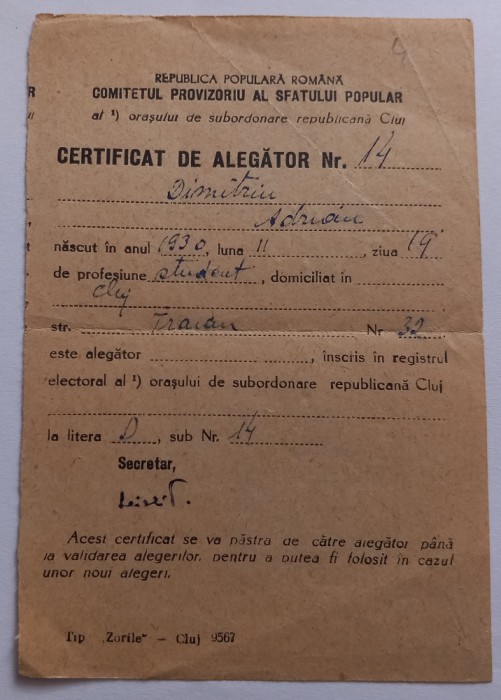 4
REPUBLICA POPULARĂ ROMÂNĂ
COMITETUL PROVIZORIU AL SFATULUI POPULAR
al ¹) orașului de subordonare republicană Cluj
CERTIFICAT DE ALEGĂTOR Nr. 14
Dimitriu
Adrian
născut în anul 1930, luna 11, ziua 19
de profesiune student, domiciliat în
Cluj
str. Traian Nr 32
este alegător, înscris în registrul
electoral al ¹) orașului de subordonare republicană Cluj
la litera D, sub Nr. 14
Secretar,
Acest certificat se va păstra de către alegător până
la validarea alegerilor, pentru a putea fi folosit în cazul
unor noui alegeri.
Tip „Zorile" — Cluj 9567